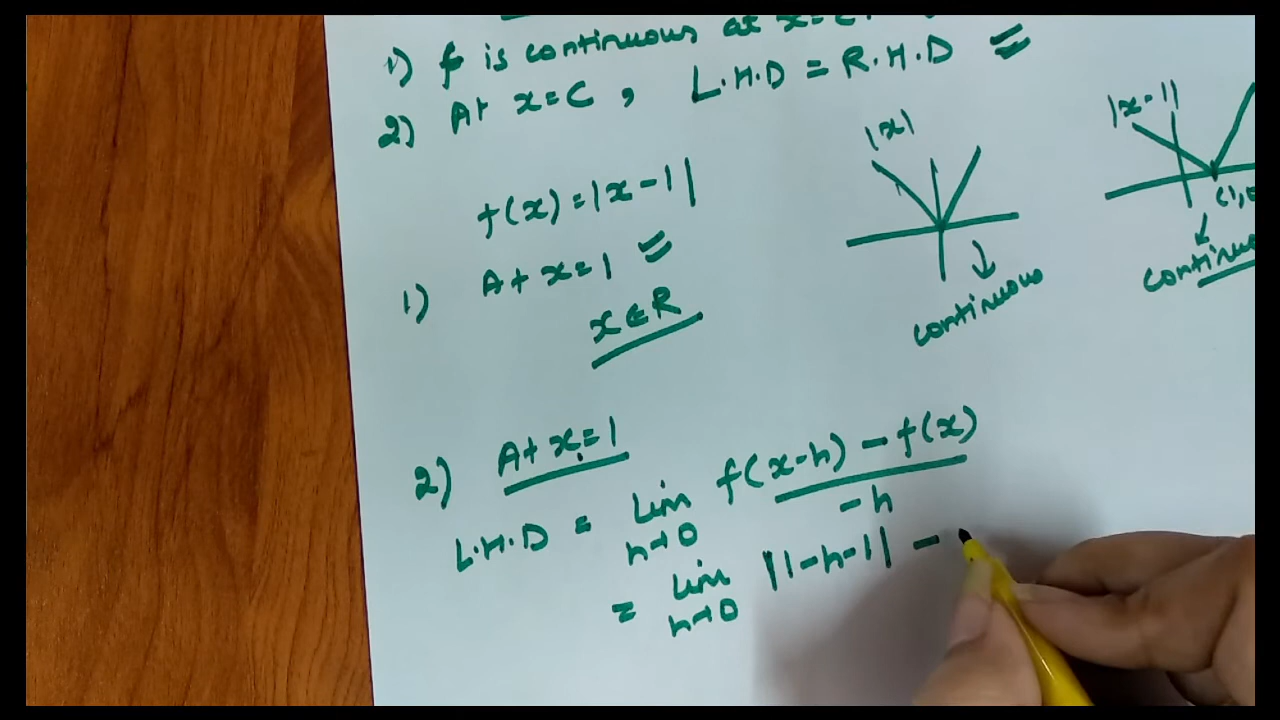 1) f is continuous at x=c.
2) At x=c, L.H.D = R.H.D
|x|
|x-1|
f(x)=|x-1|
(1,
1) At x=1
continuous
x∈R
2) At x=1
L.H.D = lim h→0 f(x-h) - f(x)
-h
= lim h→0 |1-h-1| -